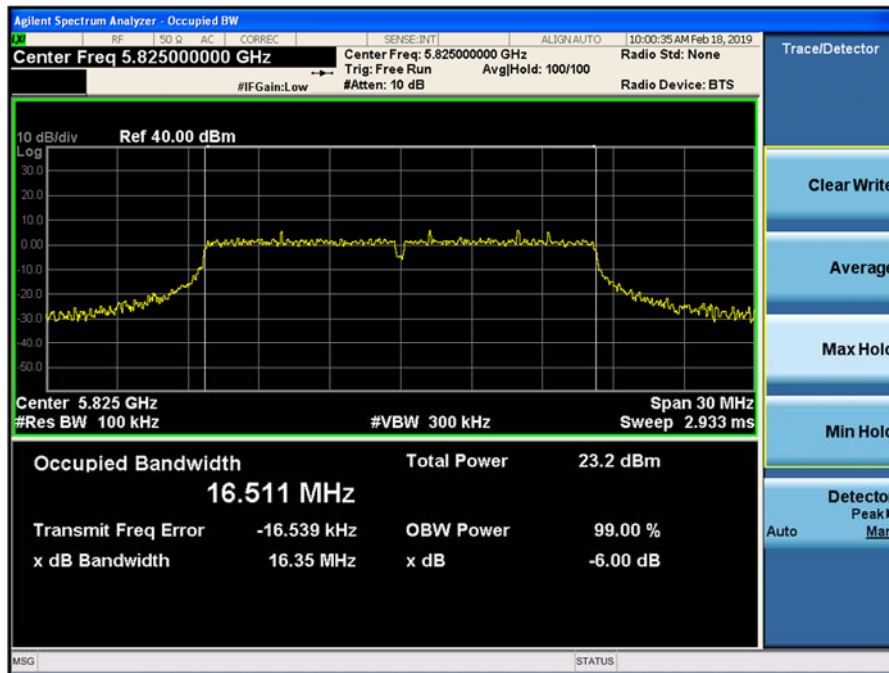 Agilent Spectrum Analyzer - Occupied BW
LXI RF 50 Ω AC CORREC SENSE:INT ALIGN AUTO 10:00:35 AM Feb 18, 2019
Center Freq 5.825000000 GHz Center Freq: 5.825000000 GHz Radio Std: None
Trig: Free Run Avg|Hold: 100/100
#IFGain:Low #Atten: 10 dB Radio Device: BTS
Trace/Detector
10 dB/div Ref 40.00 dBm
Log
30.0
20.0
10.0
0.00
-10.0
-20.0
-30.0
-40.0
-50.0
Center 5.825 GHz Span 30 MHz
#Res BW 100 kHz #VBW 300 kHz Sweep 2.933 ms
Occupied Bandwidth Total Power 23.2 dBm
16.511 MHz
Transmit Freq Error -16.539 kHz OBW Power 99.00 %
x dB Bandwidth 16.35 MHz x dB -6.00 dB
Clear Write
Average
Max Hold
Min Hold
Detector
Peak
Auto Man
MSG STATUS